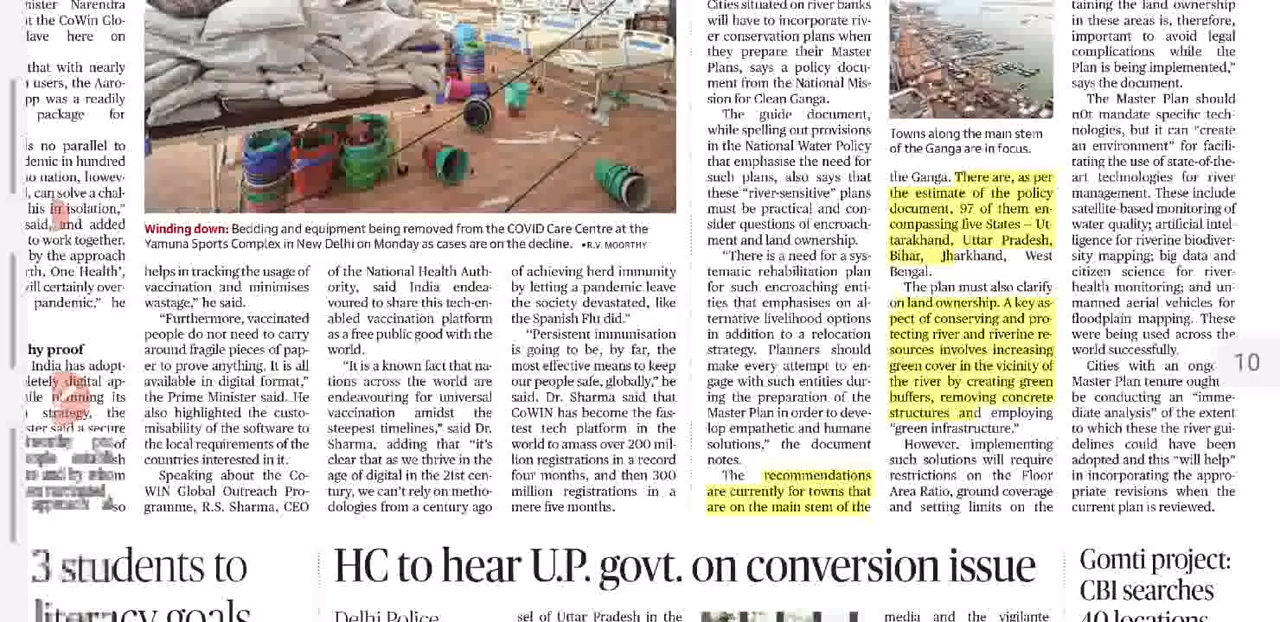 nister Narendra
at the CoWin Glo-
lave here on
that with nearly
users, the Aaro-
pp was a readily
package for
is no parallel to
demic in hundred
no nation, howev-
, can solve a chal-
his in isolation,"
said, and added
to work together.
by the approach
rth, One Health',
vill certainly over-
pandemic," he
hy proof
India has adopt-
letely digital ap-
ile planning its
strategy, the
ster said a secure
of
sh
by whom
also
Winding down: Bedding and equipment being removed from the COVID Care Centre at the
Yamuna Sports Complex in New Delhi on Monday as cases are on the decline. •R.V. MOORTHY
helps in tracking the usage of
vaccination and minimises
wastage," he said.
"Furthermore, vaccinated
people do not need to carry
around fragile pieces of pap-
er to prove anything. It is all
available in digital format,"
the Prime Minister said. He
also highlighted the custo-
misability of the software to
the local requirements of the
countries interested in it.
Speaking about the Co-
WIN Global Outreach Pro-
gramme, R.S. Sharma, CEO
of the National Health Auth-
ority, said India endea-
voured to share this tech-en-
abled vaccination platform
as a free public good with the
world.
"It is a known fact that na-
tions across the world are
endeavouring for universal
vaccination amidst the
steepest timelines," said Dr.
Sharma, adding that "it's
clear that as we thrive in the
age of digital in the 21st cen-
tury, we can't rely on metho-
dologies from a century ago
of achieving herd immunity
by letting a pandemic leave
the society devastated, like
the Spanish Flu did."
"Persistent immunisation
is going to be, by far, the
most effective means to keep
our people safe, globally," he
said. Dr. Sharma said that
CoWIN has become the fas-
test tech platform in the
world to amass over 200 mil-
lion registrations in a record
four months, and then 300
million registrations in a
mere five months.
Cities situated on river banks
will have to incorporate riv-
er conservation plans when
they prepare their Master
Plans, says a policy docu-
ment from the National Mis-
sion for Clean Ganga.
The guide document,
while spelling out provisions
in the National Water Policy
that emphasise the need for
such plans, also says that
these "river-sensitive" plans
must be practical and con-
sider questions of encroach-
ment and land ownership.
"There is a need for a sys-
tematic rehabilitation plan
for such encroaching enti-
ties that emphasises on al-
ternative livelihood options
in addition to a relocation
strategy. Planners should
make every attempt to en-
gage with such entities dur-
ing the preparation of the
Master Plan in order to deve-
lop empathetic and humane
solutions," the document
notes.
The recommendations
are currently for towns that
are on the main stem of the
Towns along the main stem
of the Ganga are in focus.
the Ganga. There are, as per
the estimate of the policy
document, 97 of them en-
compassing five States – Ut-
tarakhand, Uttar Pradesh,
Bihar, Jharkhand, West
Bengal.
The plan must also clarify
on land ownership. A key as-
pect of conserving and pro-
tecting river and riverine re-
sources involves increasing
green cover in the vicinity of
the river by creating green
buffers, removing concrete
structures and employing
"green infrastructure."
However, implementing
such solutions will require
restrictions on the Floor
Area Ratio, ground coverage
and setting limits on the
taining the land ownership
in these areas is, therefore,
important to avoid legal
complications while the
Plan is being implemented,"
says the document.
The Master Plan should
not mandate specific tech-
nologies, but it can "create
an environment" for facili-
tating the use of state-of-the-
art technologies for river
management. These include
satellite-based monitoring of
water quality; artificial intel-
ligence for riverine biodiver-
sity mapping; big data and
citizen science for river-
health monitoring; and un-
manned aerial vehicles for
floodplain mapping. These
were being used across the
world successfully.
Cities with an ongo
Master Plan tenure ought
be conducting an "imme-
diate analysis" of the extent
to which these the river gui-
delines could have been
adopted and this "will help"
in incorporating the appro-
priate revisions when the
current plan is reviewed.
10
3 students to
literacy goals
HC to hear U.P. govt. on conversion issue
Delhi Police
sel of Uttar Pradesh in the
media and the vigilante
Gomti project:
CBI searches
40 locations